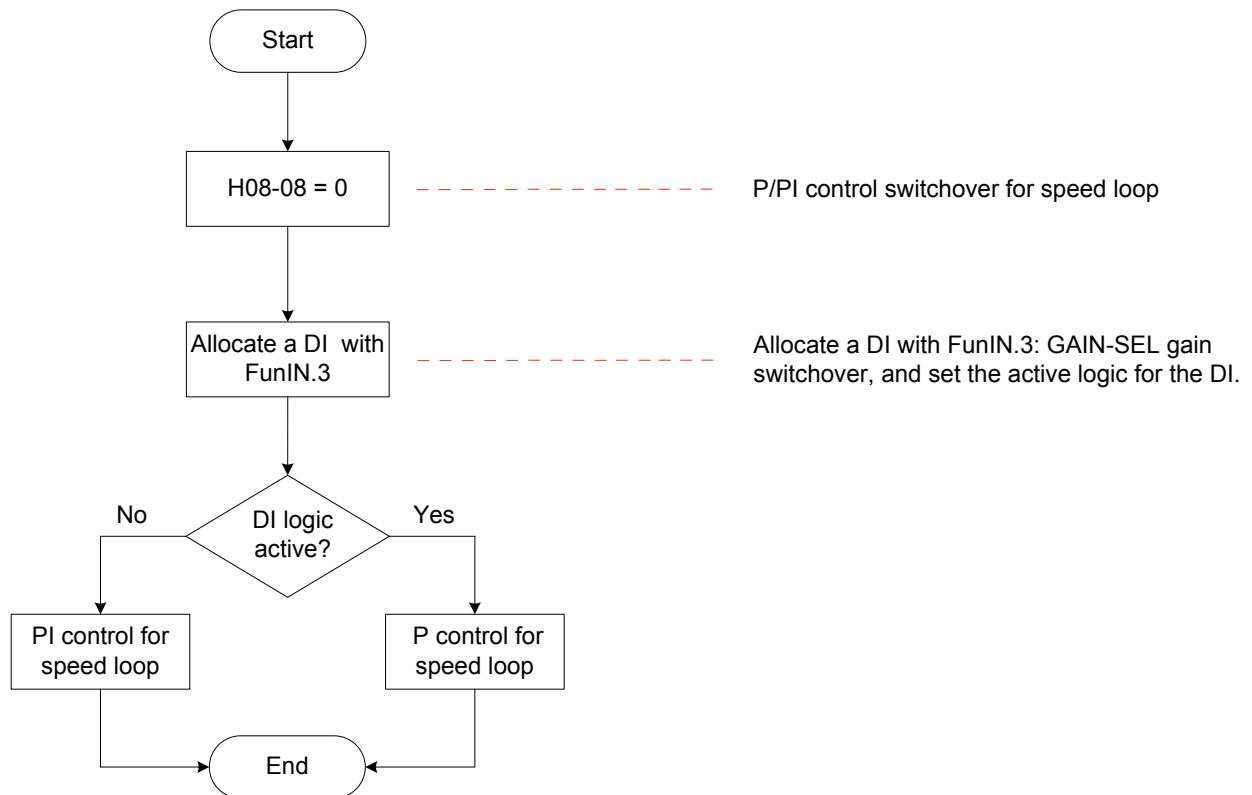 Start
H08-08 = 0
P/PI control switchover for speed loop
Allocate a DI with
FunIN.3
Allocate a DI with FunIN.3: GAIN-SEL gain
switchover, and set the active logic for the DI.
No
DI logic
active?
Yes
PI control for
speed loop
P control for
speed loop
End